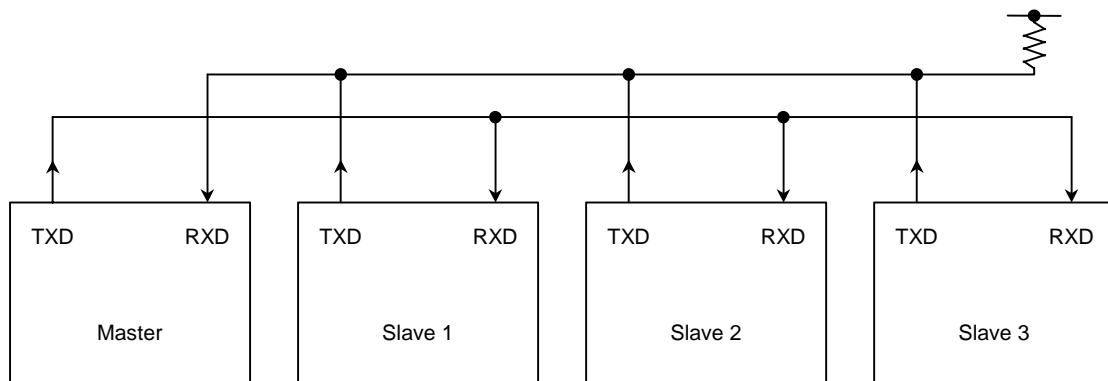 TXD RXD TXD RXD TXD RXD TXD RXD
Master Slave 1 Slave 2 Slave 3